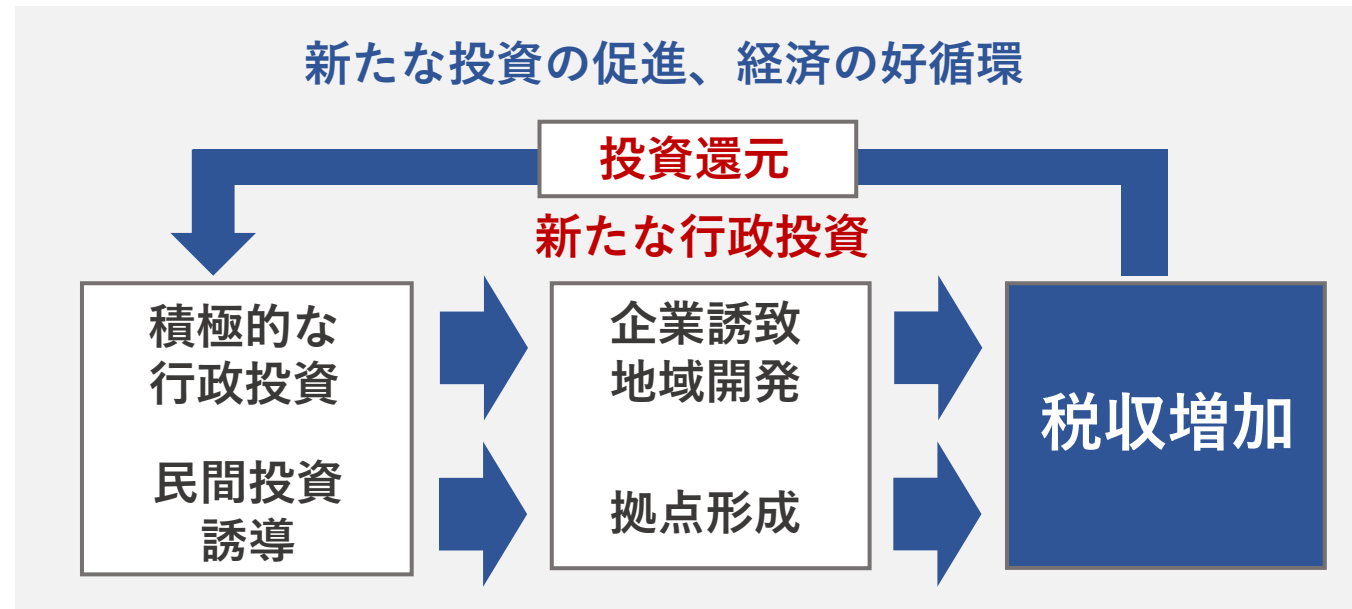 新たな投資の促進、経済の好循環
投資還元
新たな行政投資
積極的な
行政投資
民間投資
誘導
企業誘致
地域開発
拠点形成
税収増加